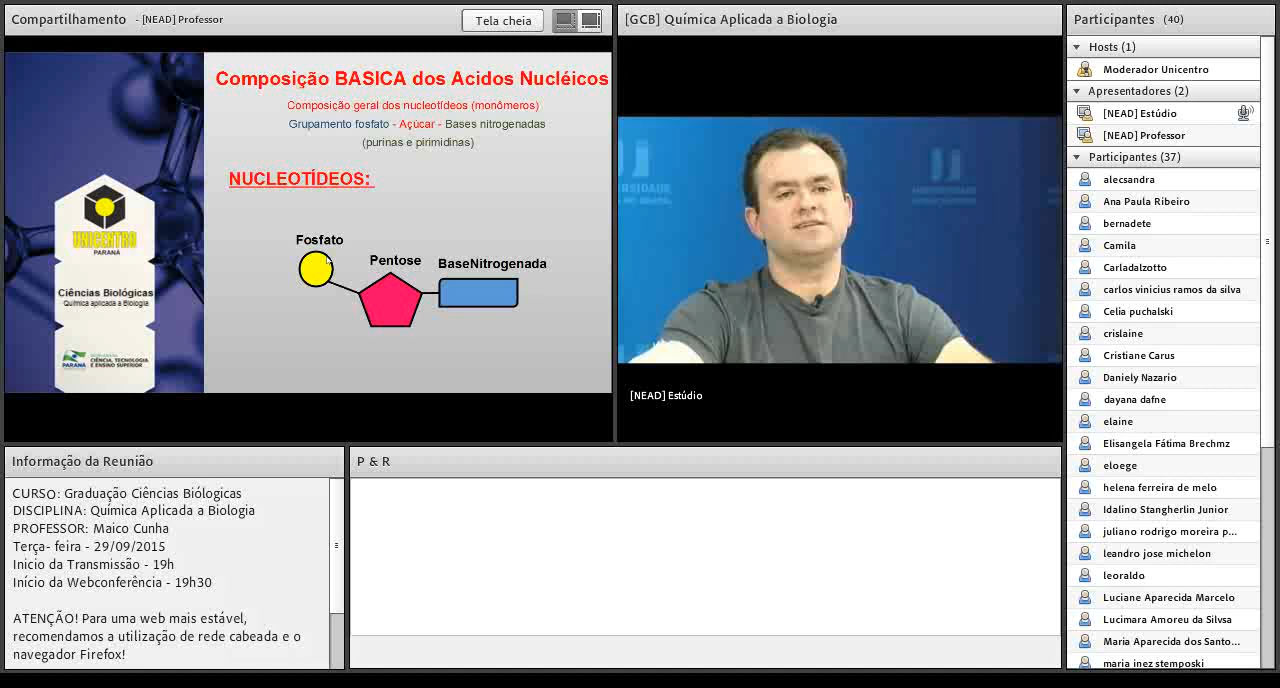 Compartilhamento - [NEAD] Professor
Tela cheia
Composição BASICA dos Acidos Nucléicos
Composição geral dos nucleotídeos (monômeros)
Grupamento fosfato - Açúcar - Bases nitrogenadas
(purinas e pirimidinas)
NUCLEOTÍDEOS:
Fosfato
Pentose
BaseNitrogenada
UNICENTRO
PARANÁ
Ciências Biológicas
Química aplicada a Biologia
PARANÁ
CIÊNCIA, TECNOLOGIA
E ENSINO SUPERIOR
[GCB] Química Aplicada a Biologia
[NEAD] Estúdio
Participantes (40)
Hosts (1)
Moderador Unicentro
Apresentadores (2)
[NEAD] Estúdio
[NEAD] Professor
Participantes (37)
alecsandra
Ana Paula Ribeiro
bernadete
Camila
Carladalzotto
carlos vinicius ramos da silva
Celia puchalski
crislaine
Cristiane Carus
Daniely Nazario
dayana dafne
elaine
Elisangela Fátima Brechmz
eloege
helena ferreira de melo
Idalino Stangherlin Junior
juliano rodrigo moreira p...
leandro jose michelon
leoraldo
Luciane Aparecida Marcelo
Lucimara Amoreu da Silvsa
Maria Aparecida dos Santo...
maria inez stemposki
Informação da Reunião
CURSO: Graduação Ciências Biólogicas
DISCIPLINA: Química Aplicada a Biologia
PROFESSOR: Maico Cunha
Terça- feira - 29/09/2015
Inicio da Transmissão - 19h
Início da Webconferência - 19h30
ATENÇÃO! Para uma web mais estável,
recomendamos a utilização de rede cabeada e o
navegador Firefox!
P & R